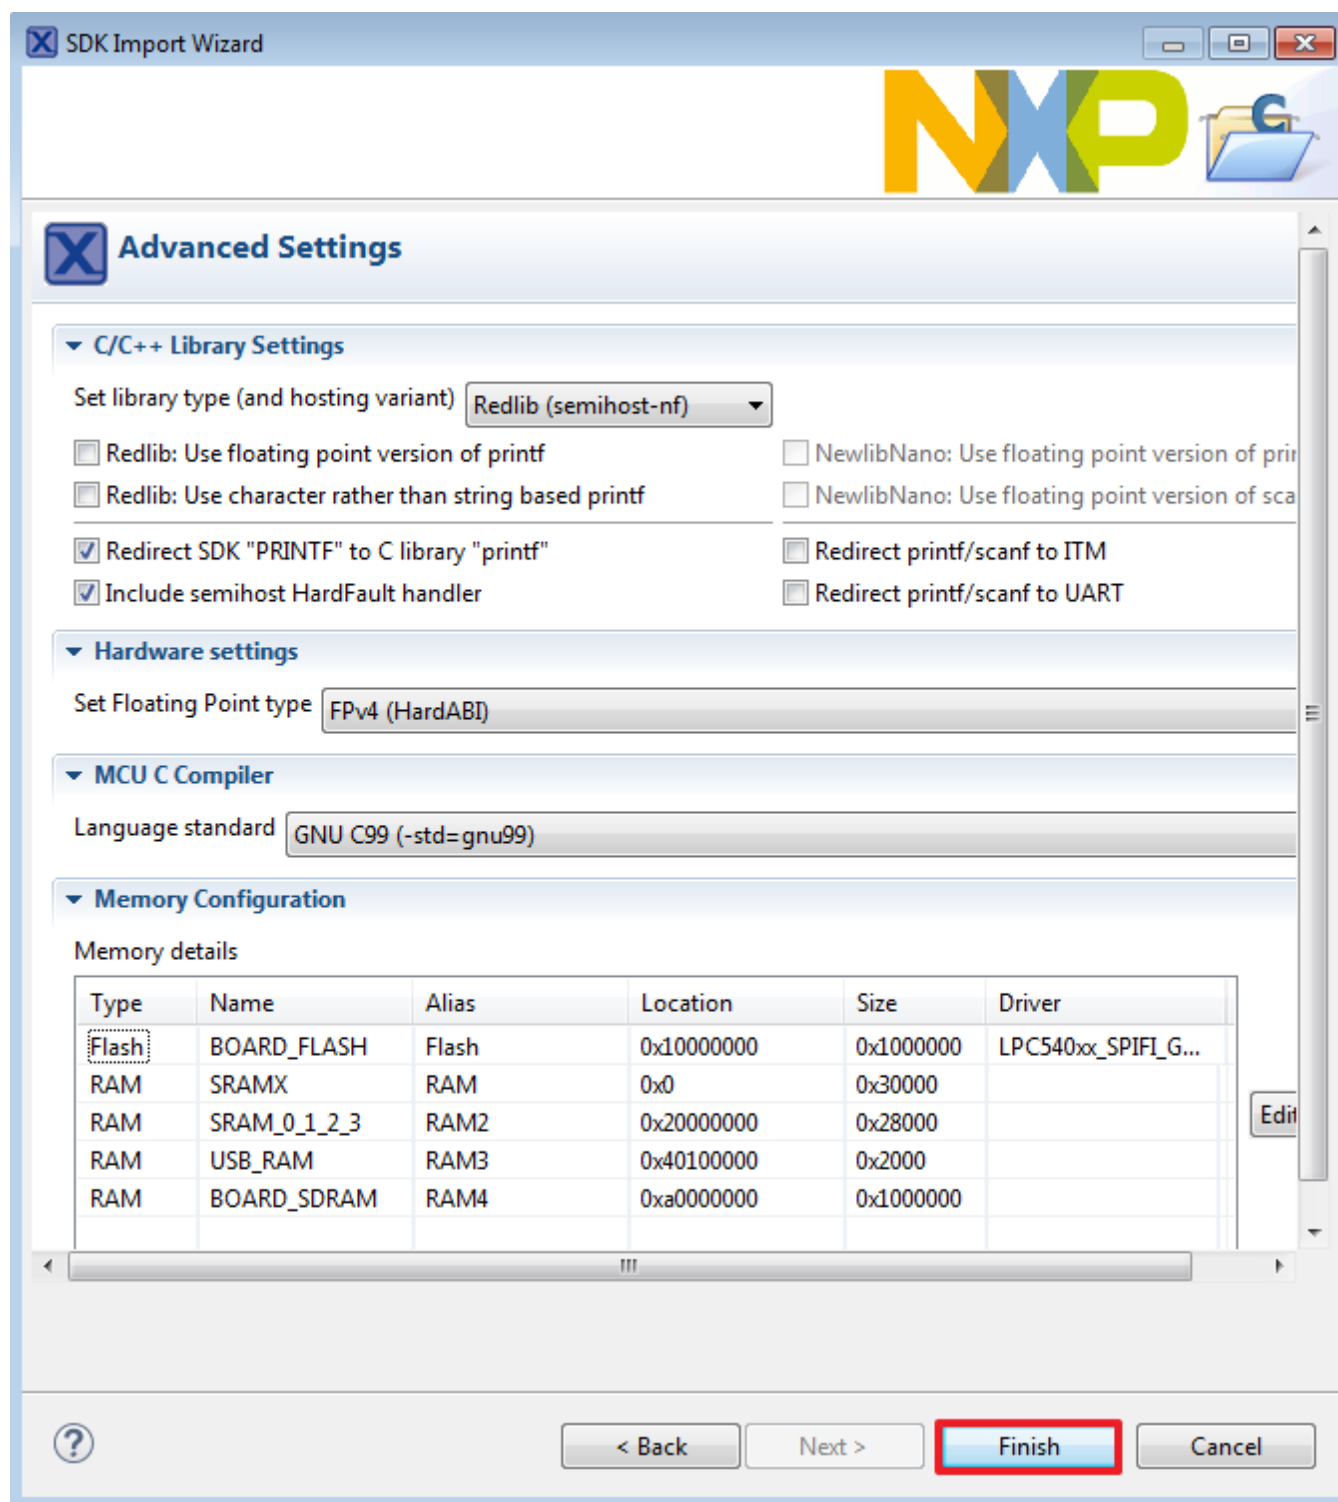 SDK Import Wizard
NXP
Advanced Settings
C/C++ Library Settings
Set library type (and hosting variant) Redlib (semihost-nf)
Redlib: Use floating point version of printf NewlibNano: Use floating point version of prin
Redlib: Use character rather than string based printf NewlibNano: Use floating point version of sca
Redirect SDK "PRINTF" to C library "printf" Redirect printf/scanf to ITM
Include semihost HardFault handler Redirect printf/scanf to UART
Hardware settings
Set Floating Point type FPv4 (HardABI)
MCU C Compiler
Language standard GNU C99 (-std=gnu99)
Memory Configuration
Memory details
Type Name Alias Location Size Driver
Flash BOARD_FLASH Flash 0x10000000 0x1000000 LPC540xx_SPIFI_G...
RAM SRAMX RAM 0x0 0x30000
RAM SRAM_0_1_2_3 RAM2 0x20000000 0x28000
Edit
RAM USB_RAM RAM3 0x40100000 0x2000
RAM BOARD_SDRAM RAM4 0xa0000000 0x1000000
< Back Next > Finish Cancel